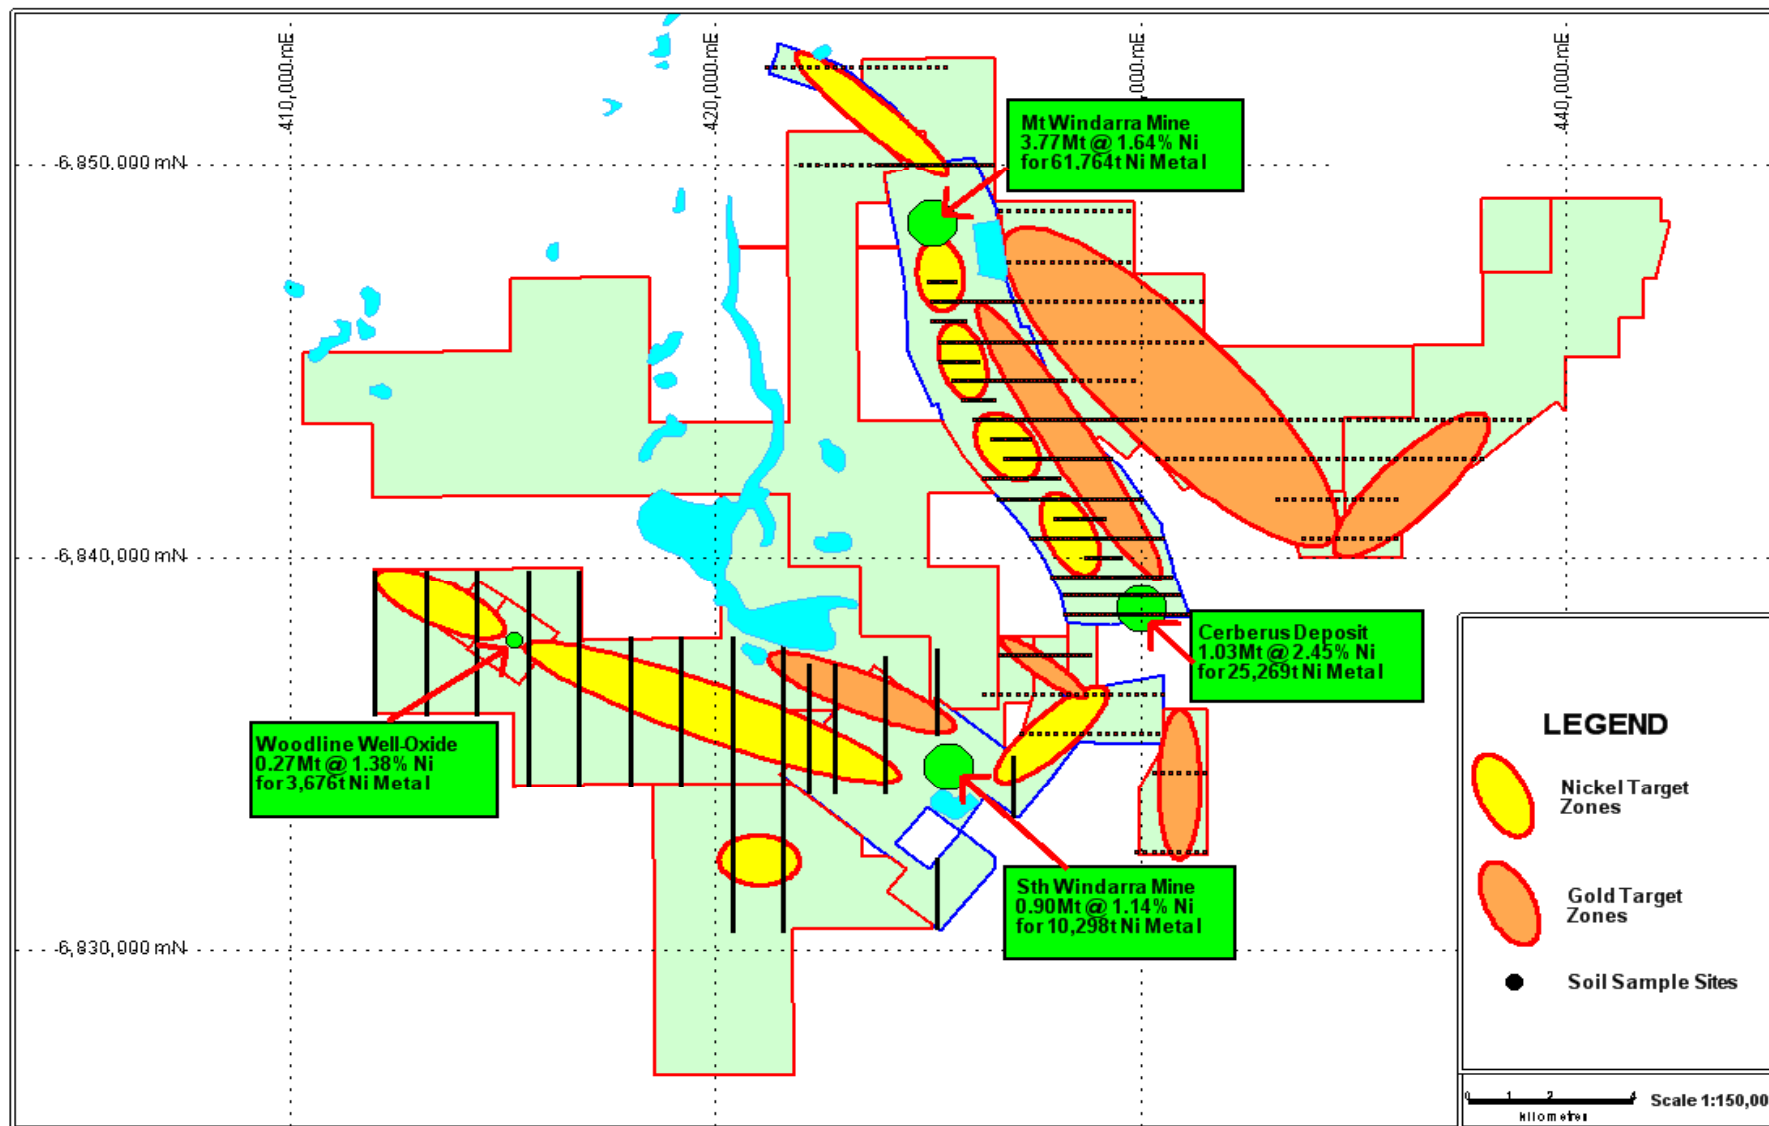 410,000 mE
420,000 mE
,000 mE
440,000 mE
6,850,000 mN
6,840,000 mN
6,830,000 mN
Mt Windarra Mine
3.77Mt @ 1.64% Ni
for 61,764t Ni Metal
Cerberus Deposit
1.03Mt @ 2.45% Ni
for 25,269t Ni Metal
Woodline Well-Oxide
0.27Mt @ 1.38% Ni
for 3,676t Ni Metal
Sth Windarra Mine
0.90Mt @ 1.14% Ni
for 10,298t Ni Metal
LEGEND
Nickel Target
Zones
Gold Target
Zones
Soil Sample Sites
0 1 2 4
kilometres
Scale 1:150,00